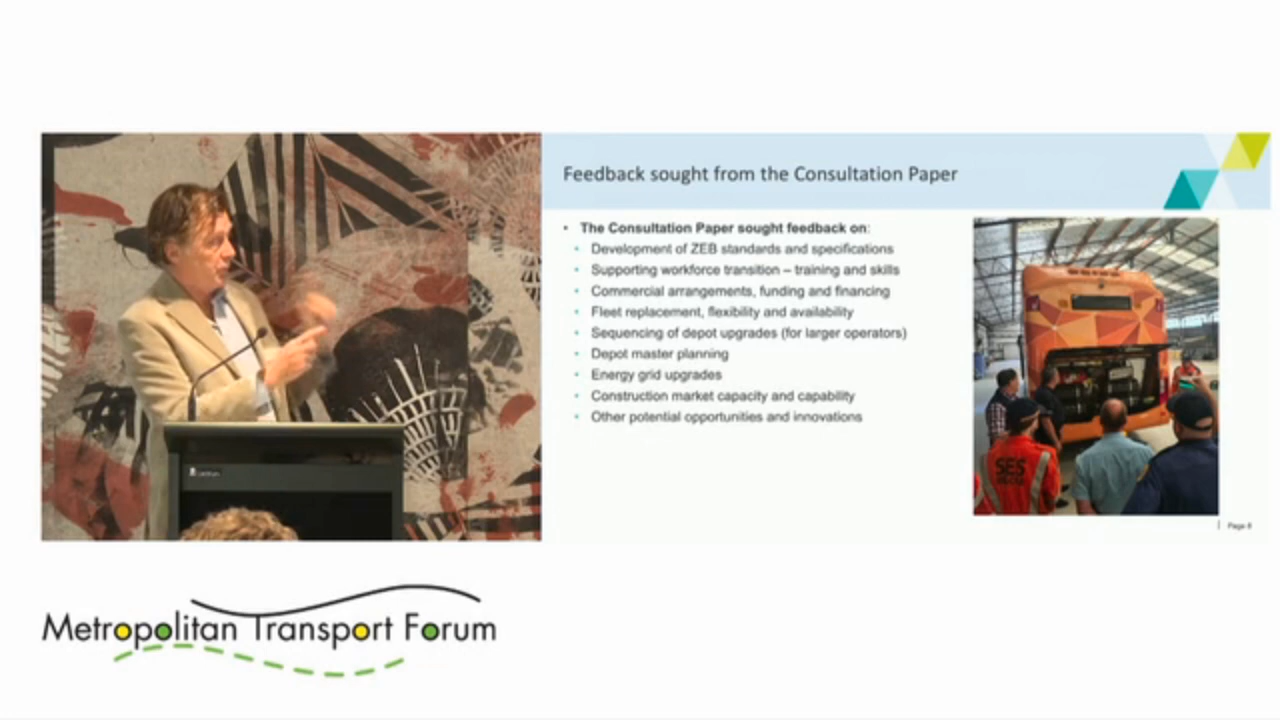 Feedback sought from the Consultation Paper
• The Consultation Paper sought feedback on:
• Development of ZEB standards and specifications
• Supporting workforce transition – training and skills
• Commercial arrangements, funding and financing
• Fleet replacement, flexibility and availability
• Sequencing of depot upgrades (for larger operators)
• Depot master planning
• Energy grid upgrades
• Construction market capacity and capability
• Other potential opportunities and innovations
SES
Page 8
Metropolitan Transport Forum